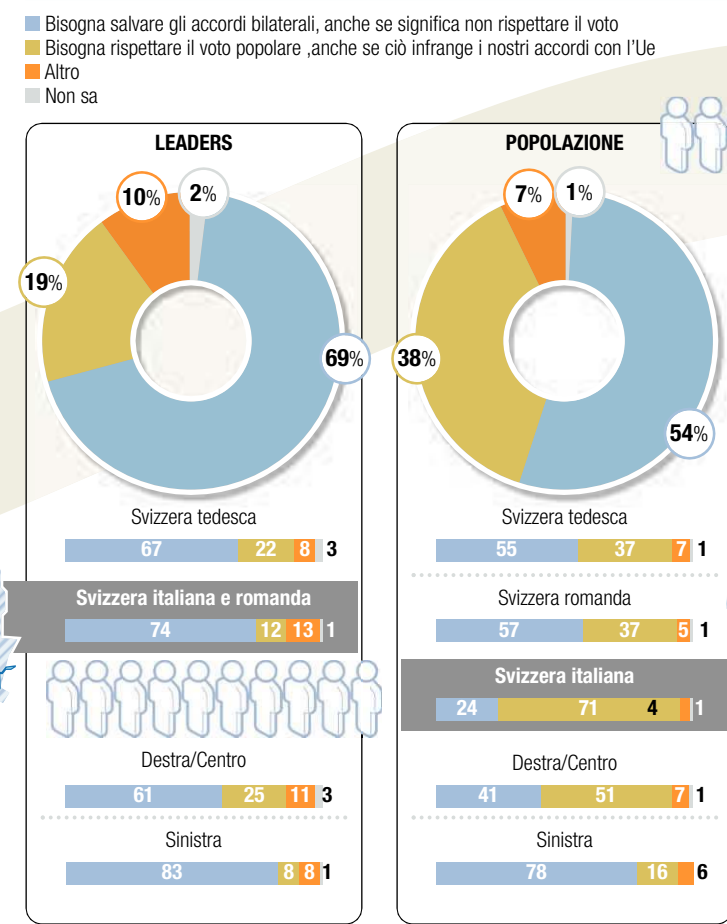 Bisogna salvare gli accordi bilaterali, anche se significa non rispettare il voto
Bisogna rispettare il voto popolare ,anche se ciò infrange i nostri accordi con l'Ue
Altro
Non sa
LEADERS
10%
2%
19%
69%
Svizzera tedesca
67 22 8 3
Svizzera italiana e romanda
74 12 13 1
Destra/Centro
61 25 11 3
Sinistra
83 8 8 1
POPOLAZIONE
7%
1%
38%
54%
Svizzera tedesca
55 37 7 1
Svizzera romanda
57 37 5 1
Svizzera italiana
24 71 4 1
Destra/Centro
41 51 7 1
Sinistra
78 16 6